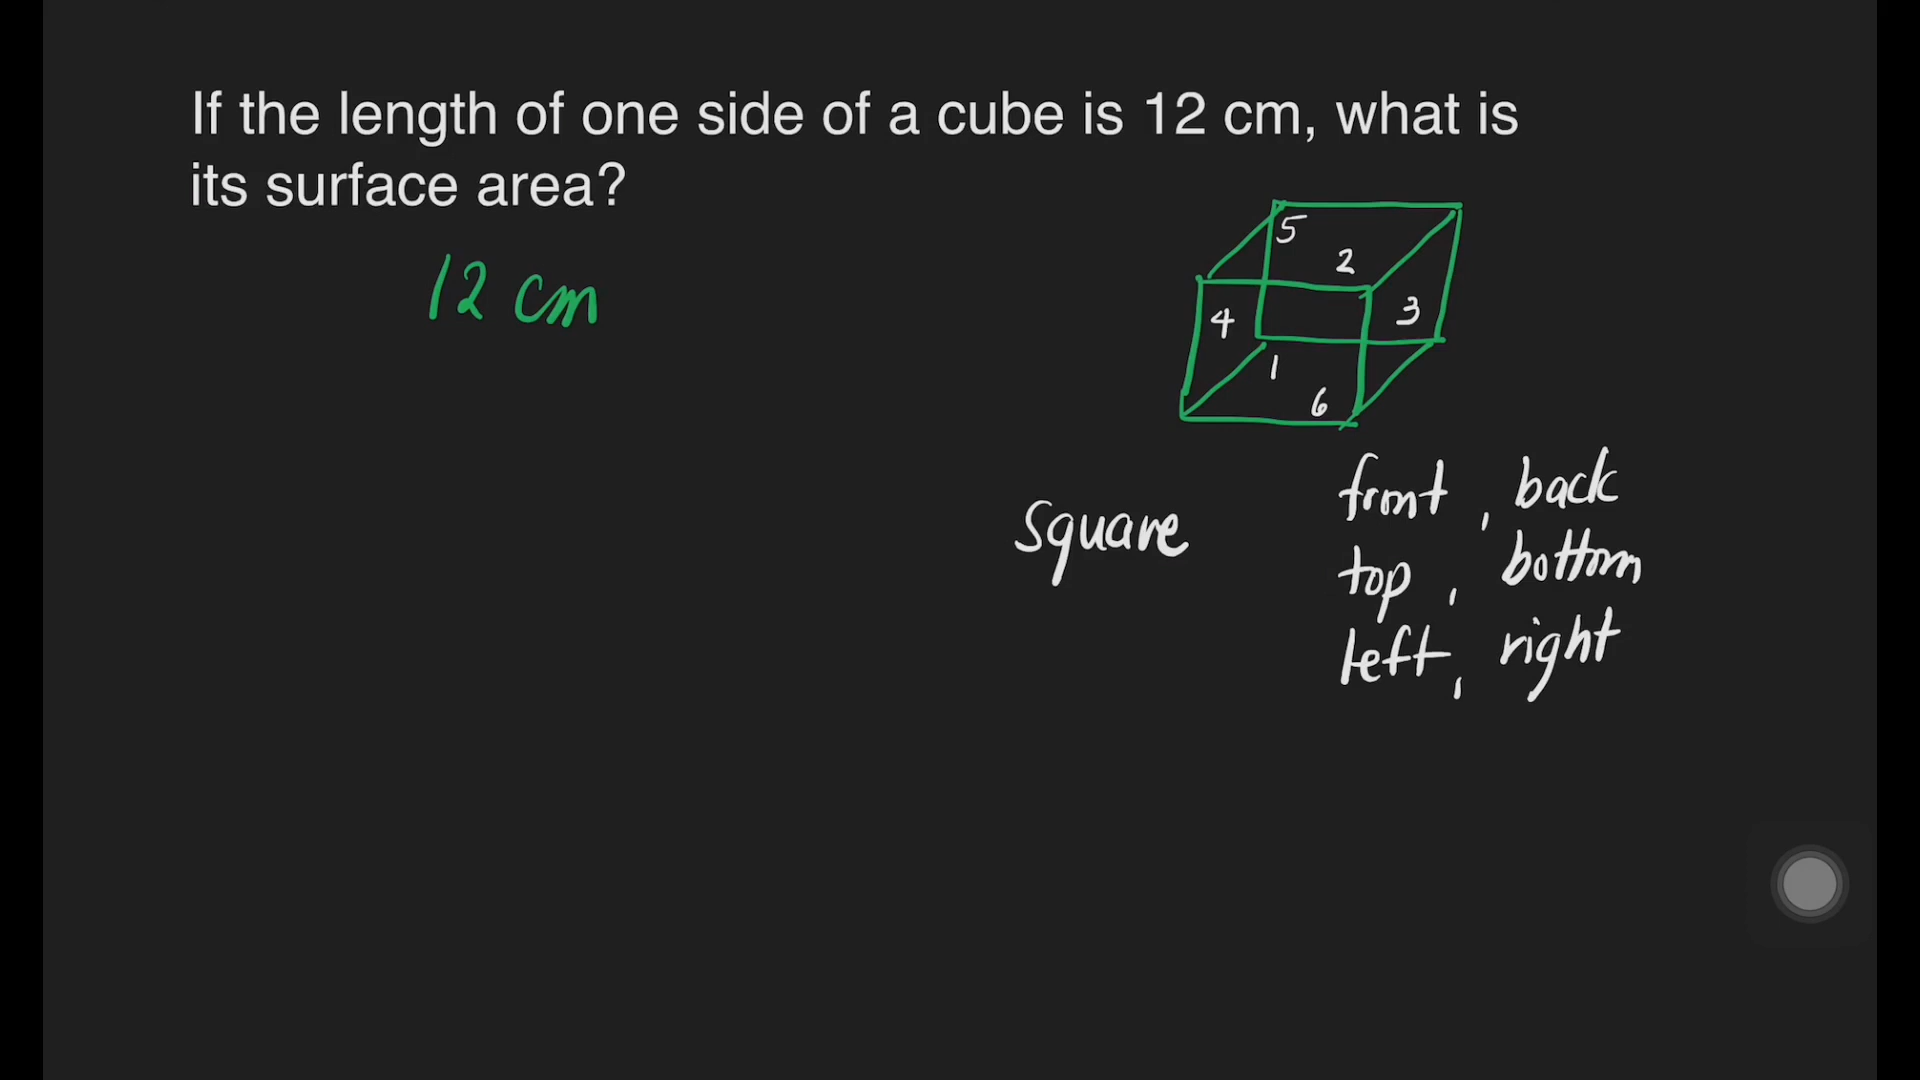 If the length of one side of a cube is 12 cm, what is
its surface area?
12 cm
5
2
4
3
1
6
Square
front, back
top, bottom
left, right